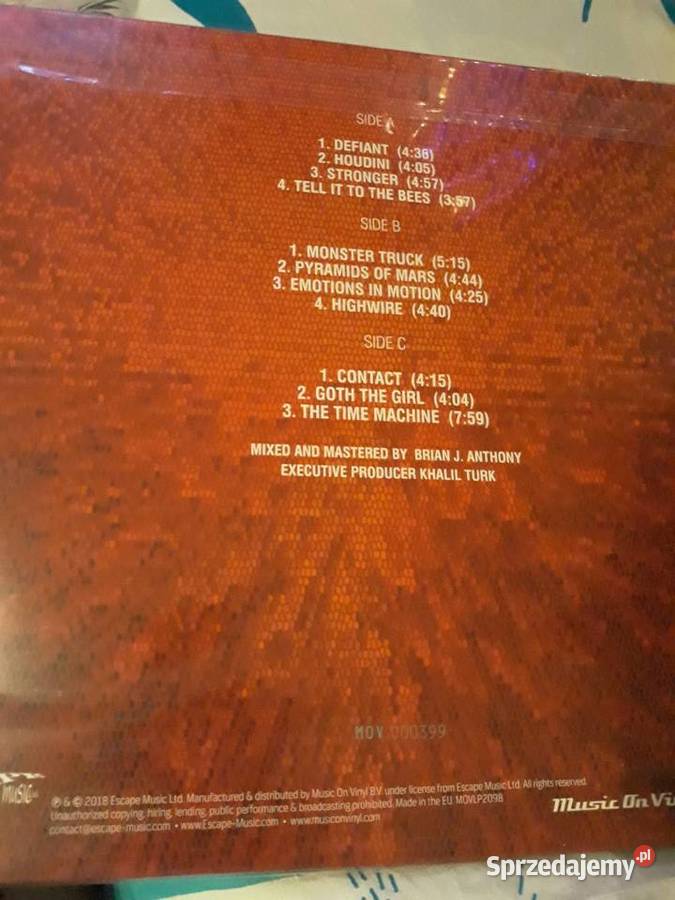 SIDE A
1. DEFIANT (4:36)
2. HOUDINI (4:05)
3. STRONGER (4:57)
4. TELL IT TO THE BEES (3:57)
SIDE B
1. MONSTER TRUCK (5:15)
2. PYRAMIDS OF MARS (4:44)
3. EMOTIONS IN MOTION (4:25)
4. HIGHWIRE (4:40)
SIDE C
1. CONTACT (4:15)
2. GOTH THE GIRL (4:04)
3. THE TIME MACHINE (7:59)
MIXED AND MASTERED BY BRIAN J. ANTHONY
EXECUTIVE PRODUCER KHALIL TURK
MOV 000399
MUSIC
℗ & © 2018 Escape Music Ltd. Manufactured & distributed by Music On Vinyl B.V. under license from Escape Music Ltd. All rights reserved.
Unauthorized copying, hiring, lending, public performance & broadcasting prohibited. Made in the EU. MOVLP2098
contact@escape-music.com • www.Escape-Music.com • www.musiconvinyl.com
Music On Vi
Sprzedajemy.pl